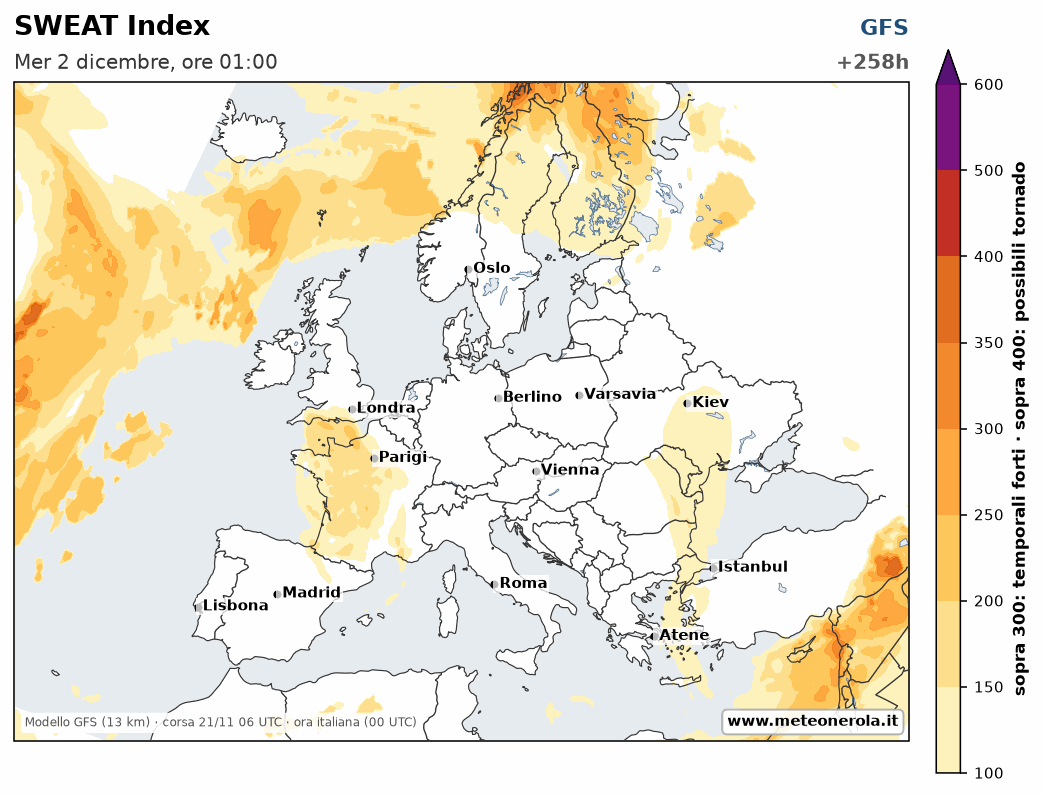 SWEAT Index
GFS
Mer 2 dicembre, ore 01:00
+258h
600
500
400
350
300
250
200
150
100
sopra 300: temporali forti · sopra 400: possibili tornado
Oslo
Berlino
Varsavia
Kiev
Londra
Parigi
Vienna
Istanbul
Roma
Madrid
Lisbona
Atene
Modello GFS (13 km) · corsa 21/11 06 UTC · ora italiana (00 UTC)
www.meteonerola.it